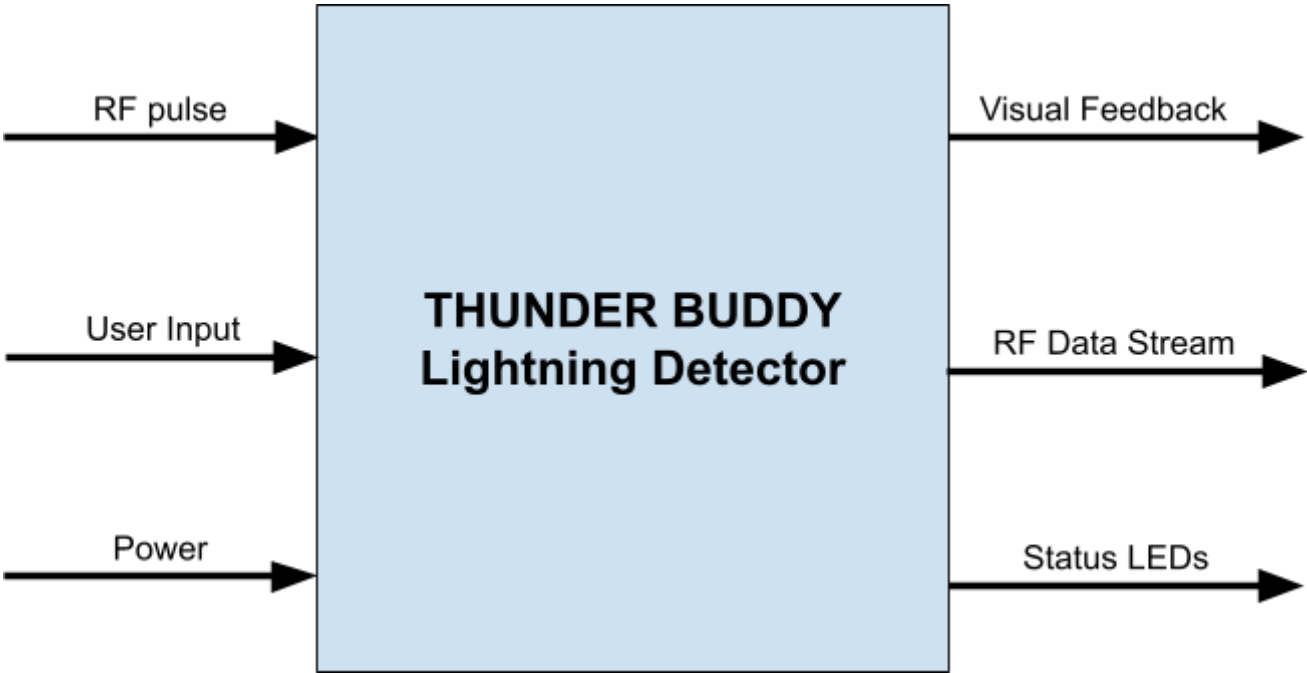 RF pulse
Visual Feedback
THUNDER BUDDY
Lightning Detector
User Input
RF Data Stream
Power
Status LEDs